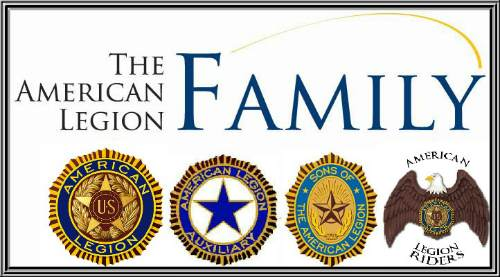 THE
AMERICAN
LEGION
FAMILY
AMERICAN
US
LEGION
AMERICAN LEGION
AUXILIARY
SONS OF
THE AMERICAN LEGION
AMERICAN
LEGION
RIDERS